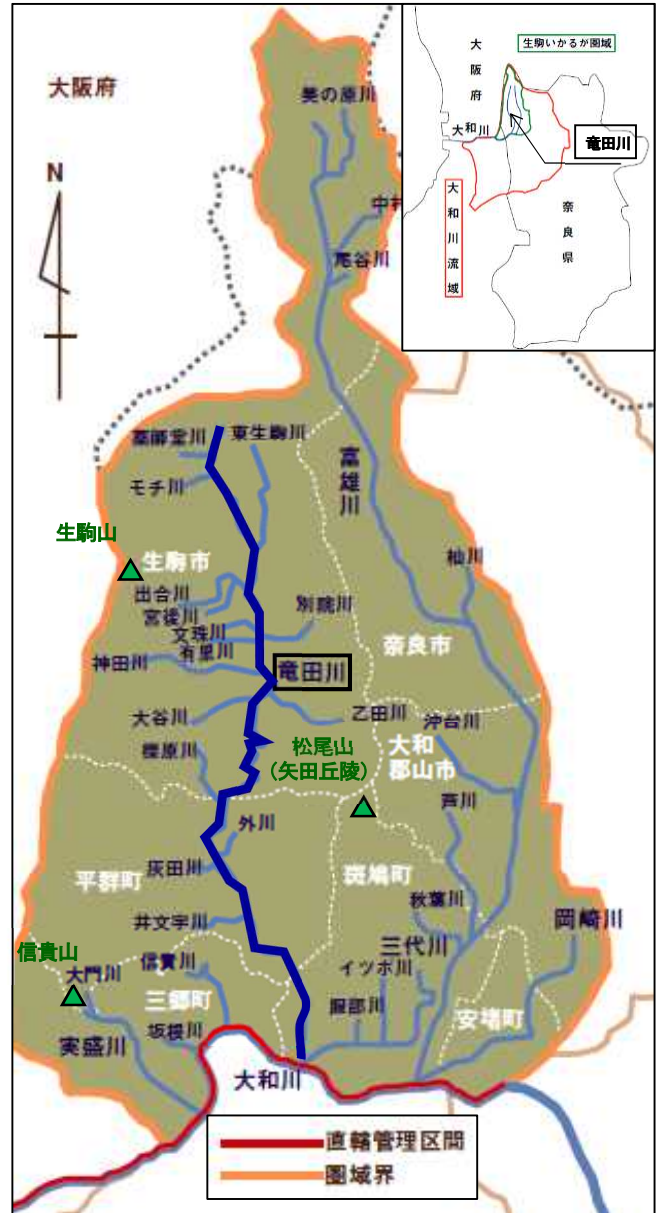 大阪府
N
美の原川
中村
尾谷川
大阪府
生駒いかるが圏域
大和川
竜田川
大和川流域
奈良県
薬師堂川
東生駒川
モチ川
富雄川
生駒山
生駒市
出合川
宮後川
文珠川
有里川
別院川
神田川
竜田川
大谷川
乙田川
櫟原川
松尾山
(矢田丘陵)
奈良市
沖台川
大和
郡山市
芦川
外川
平群町
灰田川
斑鳩町
秋葉川
岡崎川
井文字川
三代川
信貴山
大門川
信貴川
イツホ川
三郷町
服部川
安堵町
坂根川
実盛川
大和川
直轄管理区間
圏域界